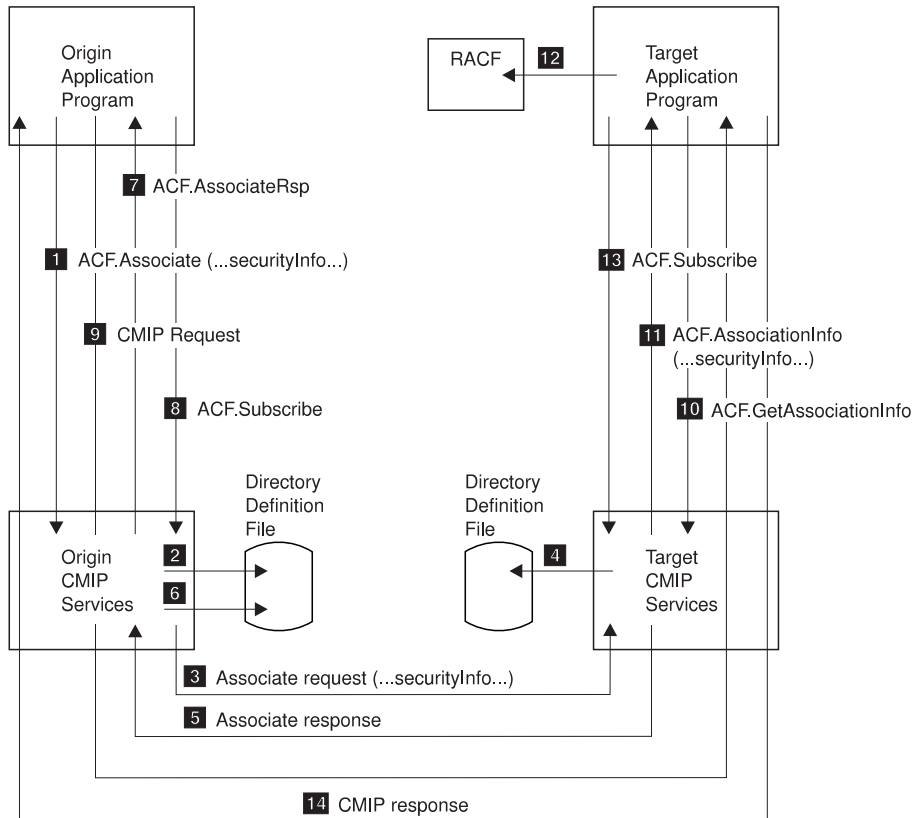 Origin
Application
Program
RACF
12
Target
Application
Program
7 ACF.AssociateRsp
1 ACF.Associate (...securityInfo...)
13 ACF.Subscribe
9 CMIP Request
11 ACF.AssociationInfo
(...securityInfo...)
8 ACF.Subscribe
10 ACF.GetAssociationInfo
Directory
Definition
File
Directory
Definition
File
Origin
CMIP
Services
2
6
4
Target
CMIP
Services
3 Associate request (...securityInfo...)
5 Associate response
14 CMIP response